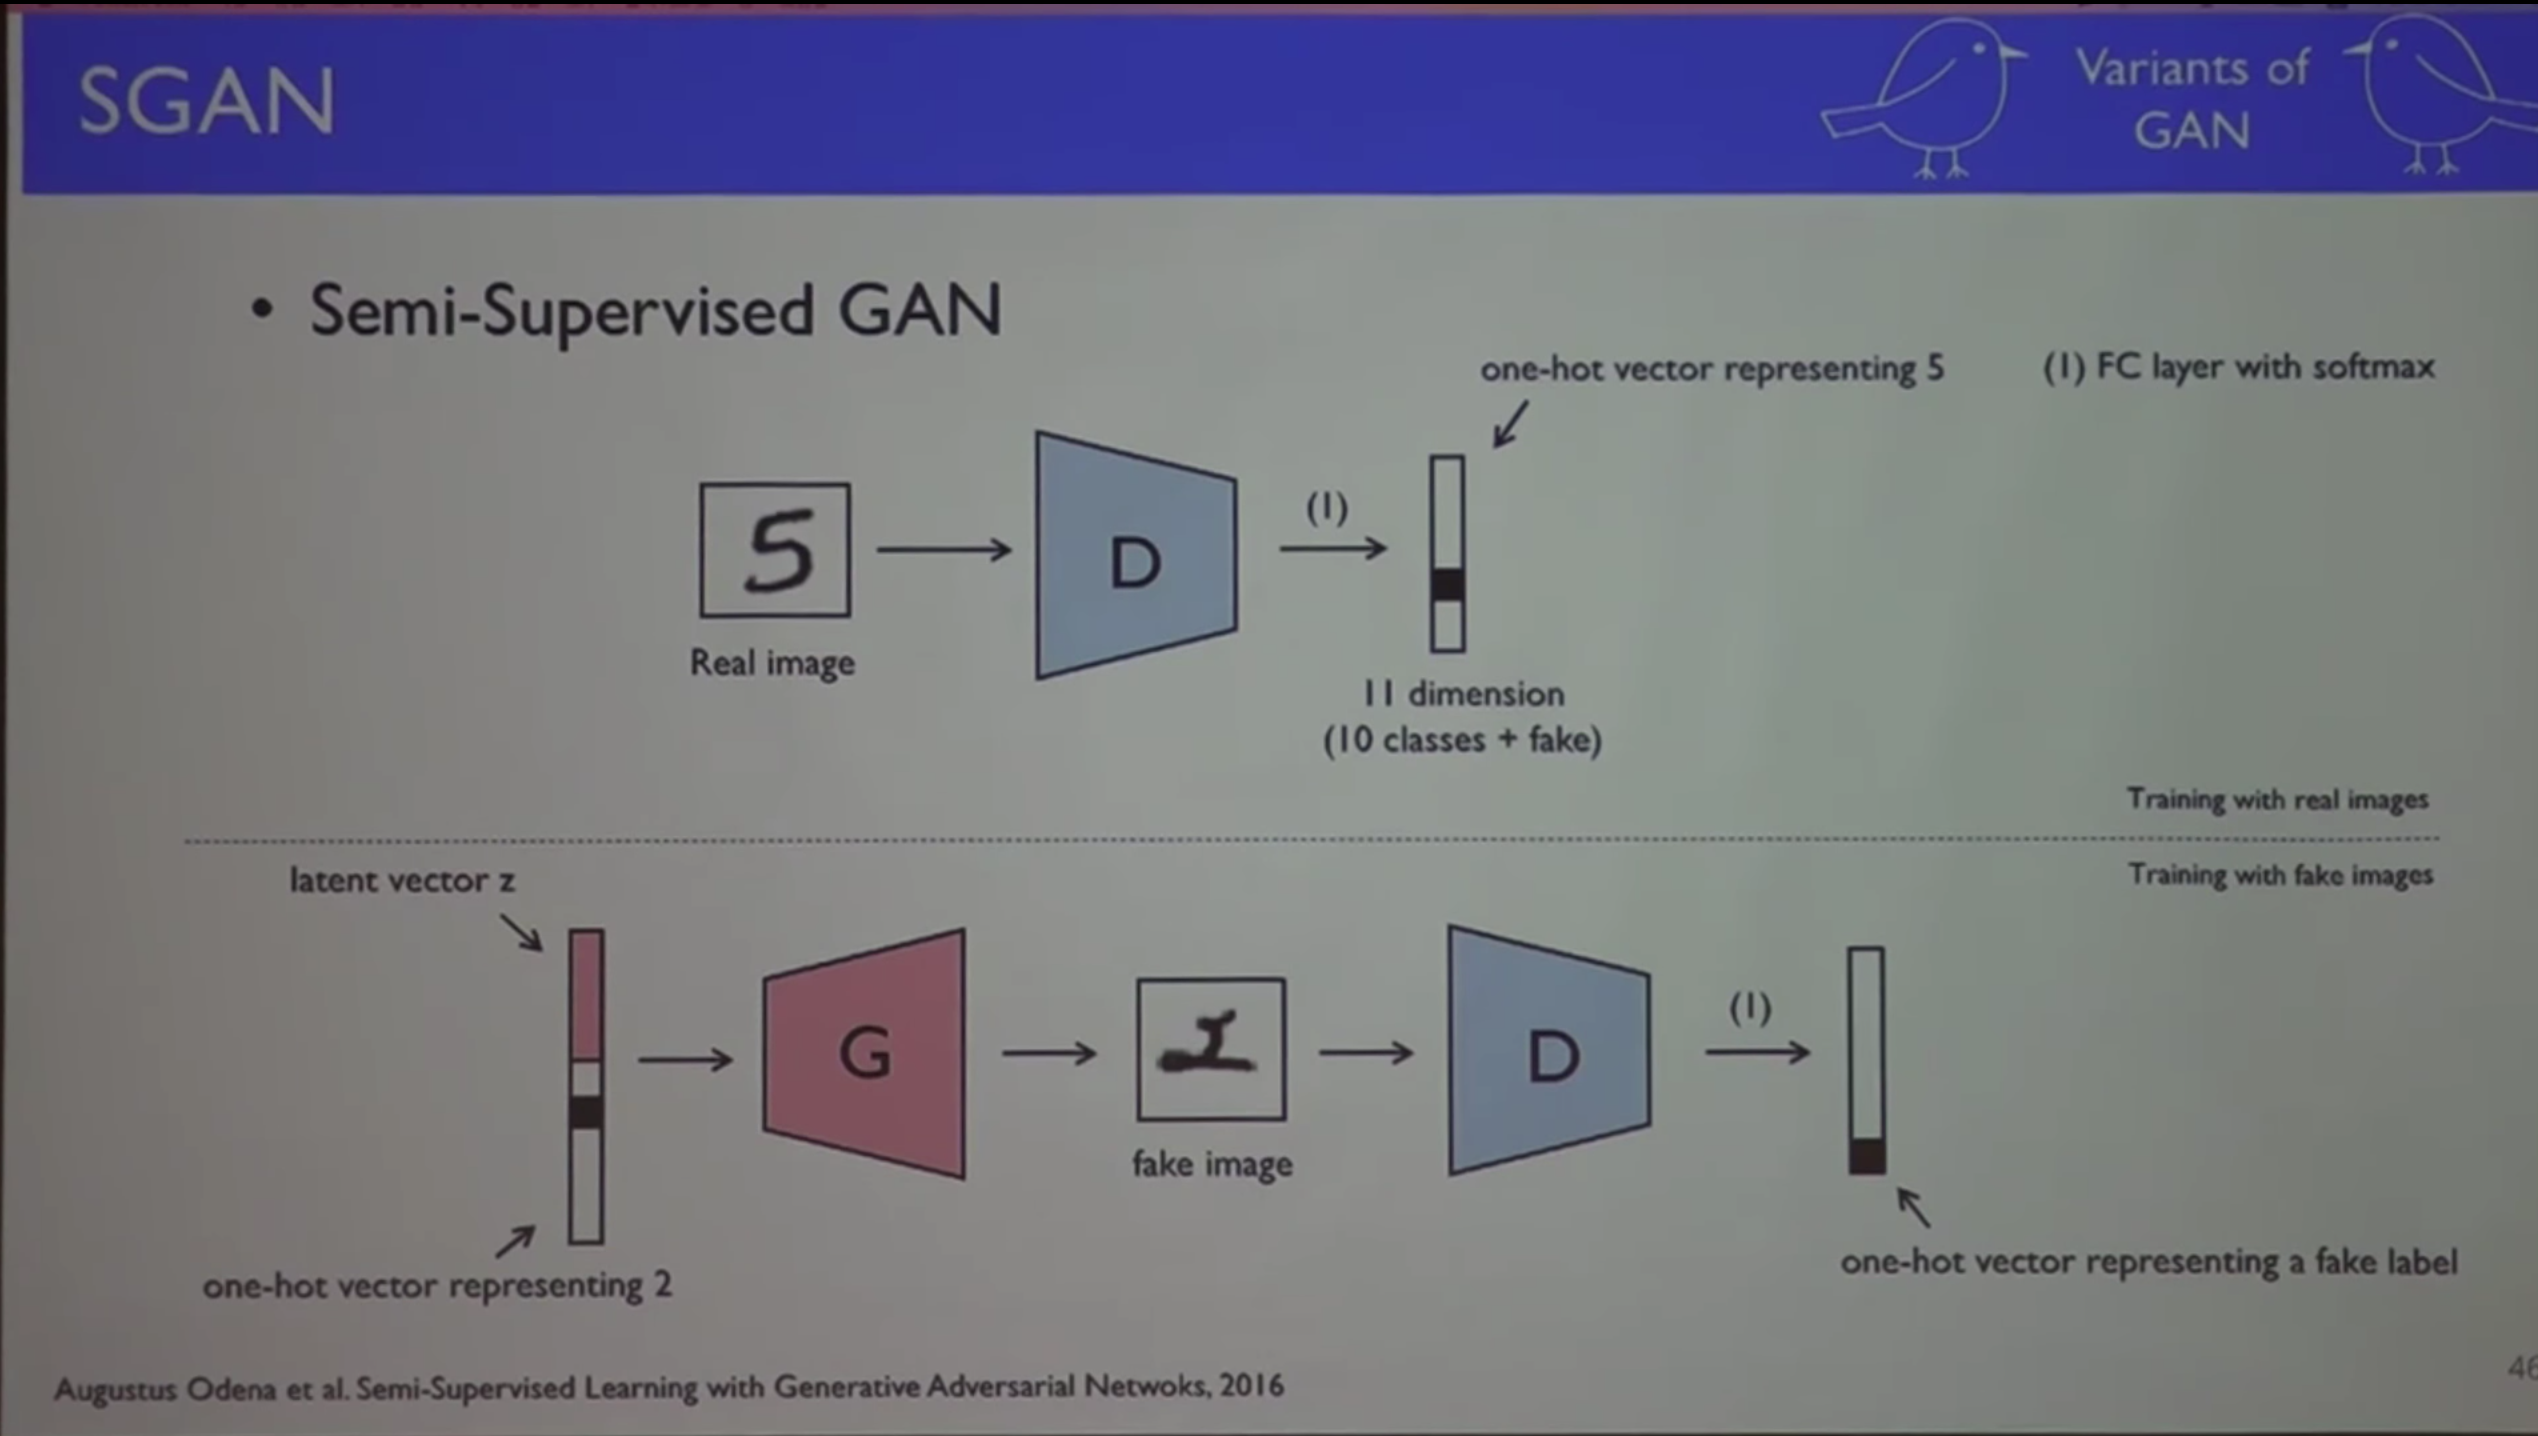 SGAN
Variants of
GAN
• Semi-Supervised GAN
one-hot vector representing 5
(1) FC layer with softmax
5
Real image
D
(1)
11 dimension
(10 classes + fake)
Training with real images
Training with fake images
latent vector z
G
fake image
D
(1)
one-hot vector representing 2
one-hot vector representing a fake label
Augustus Odena et al. Semi-Supervised Learning with Generative Adversarial Netwoks, 2016
46